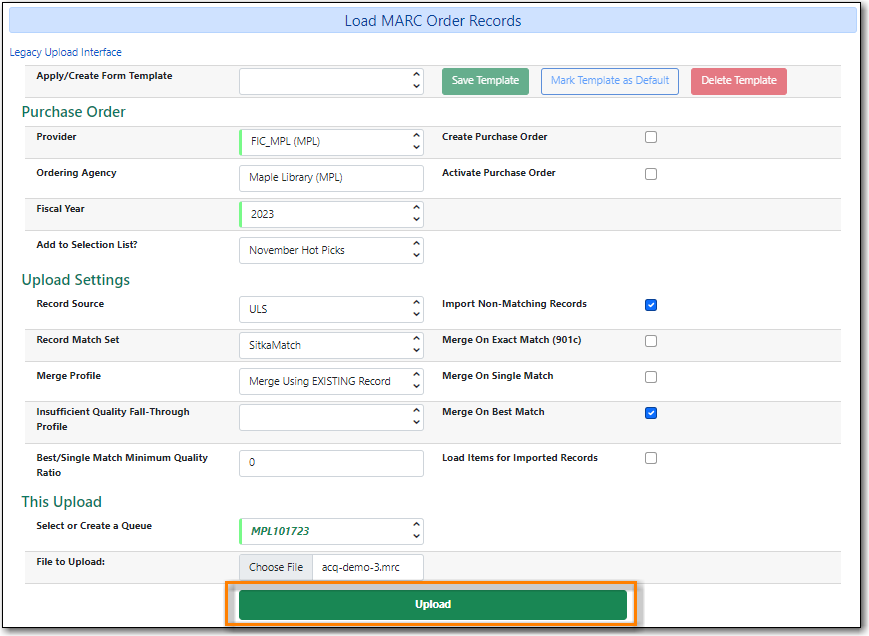 Load MARC Order Records
Legacy Upload Interface
Apply/Create Form Template
Save Template
Mark Template as Default
Delete Template
Purchase Order
Provider
FIC_MPL (MPL)
Create Purchase Order
Ordering Agency
Maple Library (MPL)
Activate Purchase Order
Fiscal Year
2023
Add to Selection List?
November Hot Picks
Upload Settings
Record Source
ULS
Import Non-Matching Records
Record Match Set
SitkaMatch
Merge On Exact Match (901c)
Merge Profile
Merge Using EXISTING Record
Merge On Single Match
Insufficient Quality Fall-Through
Profile
Merge On Best Match
Best/Single Match Minimum Quality
Ratio
0
Load Items for Imported Records
This Upload
Select or Create a Queue
MPL101723
File to Upload:
Choose File
acq-demo-3.mrc
Upload